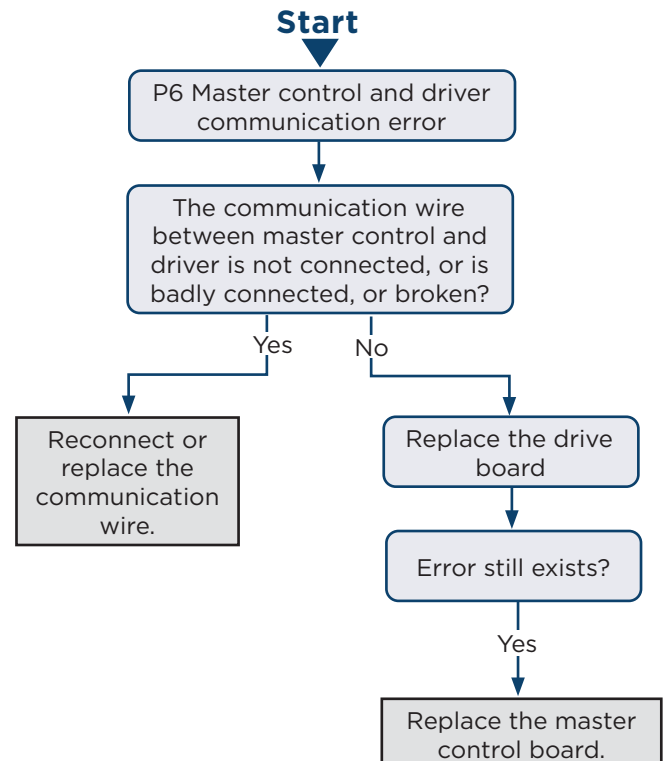 Start
P6 Master control and driver
communication error
The communication wire
between master control and
driver is not connected, or is
badly connected, or broken?
Yes
No
Reconnect or
replace the
communication
wire.
Replace the drive
board
Error still exists?
Yes
Replace the master
control board.